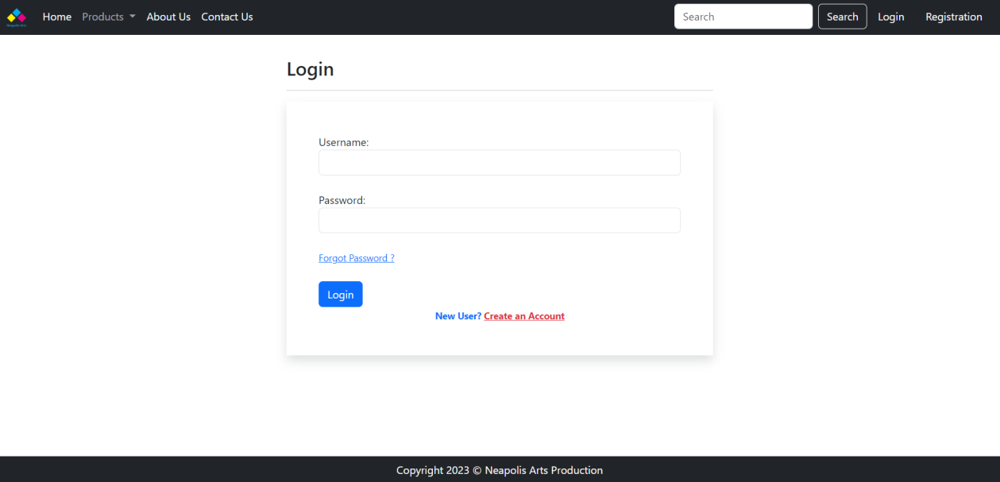 Neapolis Arts
Home Products About Us Contact Us Search Search Login Registration
Login
Username:
Password:
Forgot Password ?
Login
New User? Create an Account
Copyright 2023 © Neapolis Arts Production